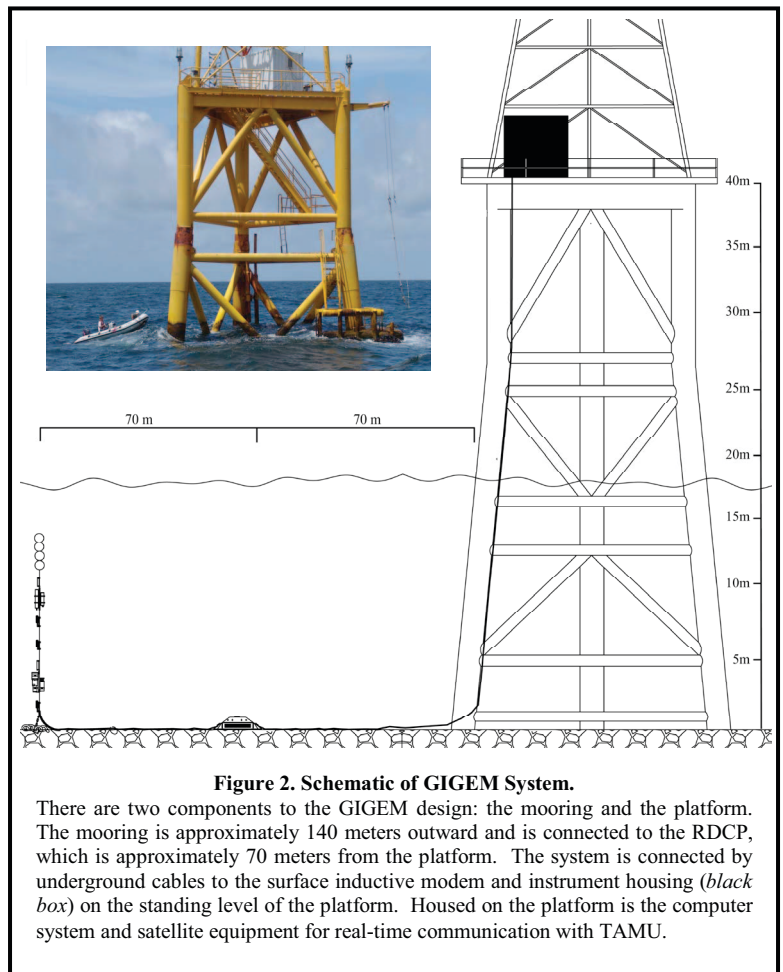 40m
35m
30m
25m
70 m 70 m
20m
15m
10m
5m
Figure 2. Schematic of GIGEM System.
There are two components to the GIGEM design: the mooring and the platform.
The mooring is approximately 140 meters outward and is connected to the RDCP,
which is approximately 70 meters from the platform. The system is connected by
underground cables to the surface inductive modem and instrument housing (black
box) on the standing level of the platform. Housed on the platform is the computer
system and satellite equipment for real-time communication with TAMU.